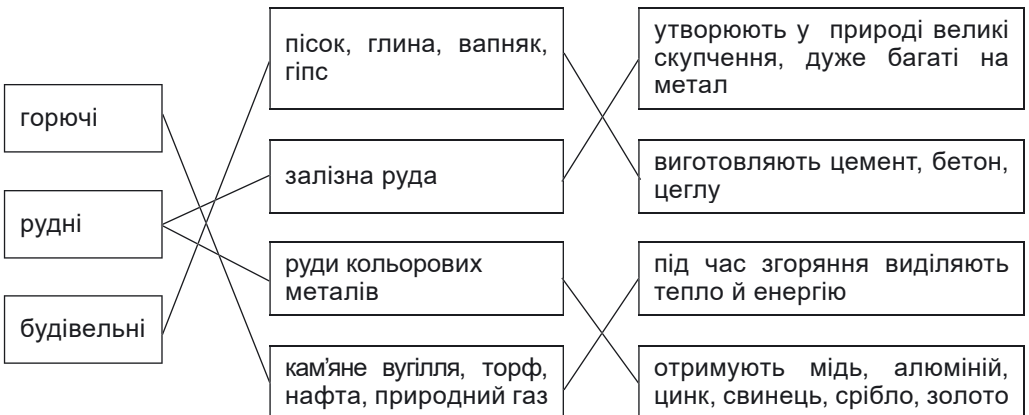 горючі
рудні
будівельні
пісок, глина, вапняк,
гіпс
залізна руда
руди кольорових
металів
кам'яне вугілля, торф,
нафта, природний газ
утворюють у природі великі
скупчення, дуже багаті на
метал
виготовляють цемент, бетон,
цеглу
під час згоряння виділяють
тепло й енергію
отримують мідь, алюміній,
цинк, свинець, срібло, золото